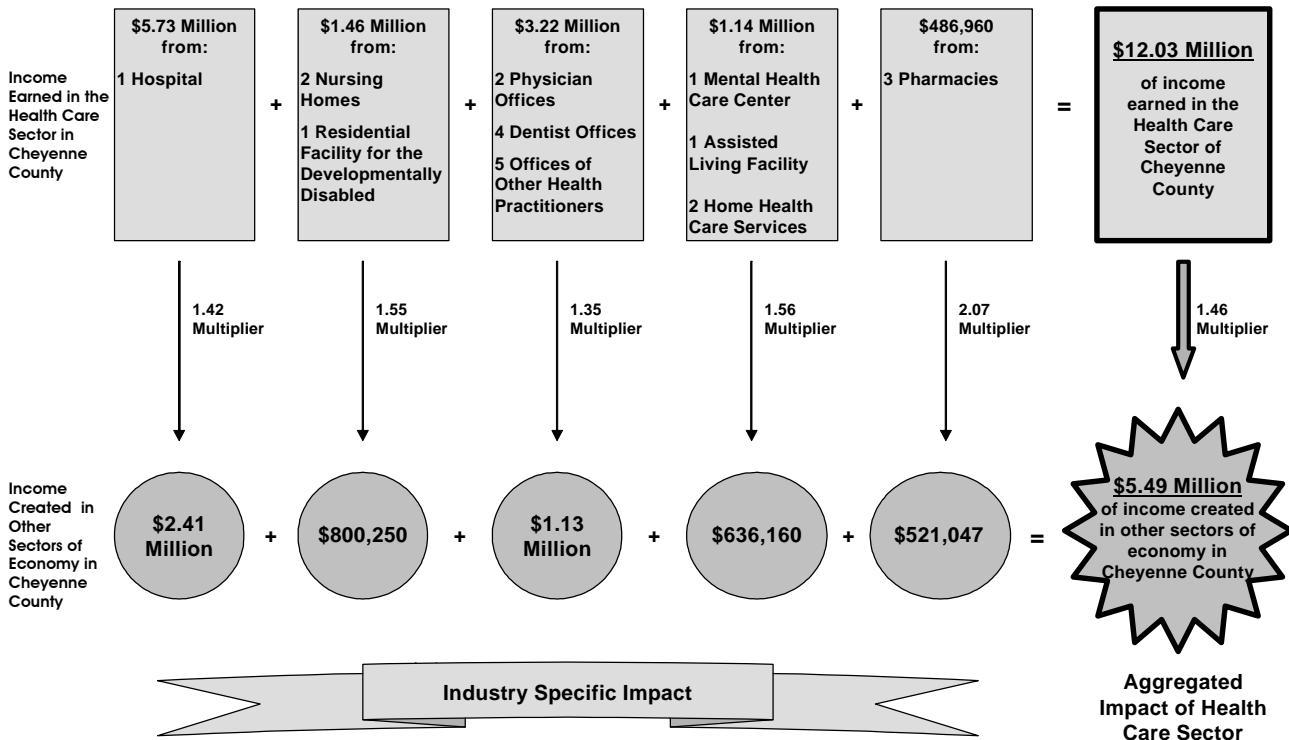 Income
Earned in the
Health Care
Sector in
Cheyenne
County
$5.73 Million
from:
1 Hospital
+
$1.46 Million
from:
2 Nursing
Homes
1 Residential
Facility for the
Developmentally
Disabled
+
$3.22 Million
from:
2 Physician
Offices
4 Dentist Offices
5 Offices of
Other Health
Practitioners
+
$1.14 Million
from:
1 Mental Health
Care Center
1 Assisted
Living Facility
2 Home Health
Care Services
+
$486,960
from:
3 Pharmacies
=
$12.03 Million
of income
earned in the
Health Care
Sector of
Cheyenne
County
1.42
Multiplier
1.55
Multiplier
1.35
Multiplier
1.56
Multiplier
2.07
Multiplier
1.46
Multiplier
Income
Created in
Other
Sectors of
Economy in
Cheyenne
County
$2.41
Million
+
$800,250
+
$1.13
Million
+
$636,160
+
$521,047
=
$5.49 Million
of income created
in other sectors of
economy in
Cheyenne County
Industry Specific Impact
Aggregated
Impact of Health
Care Sector